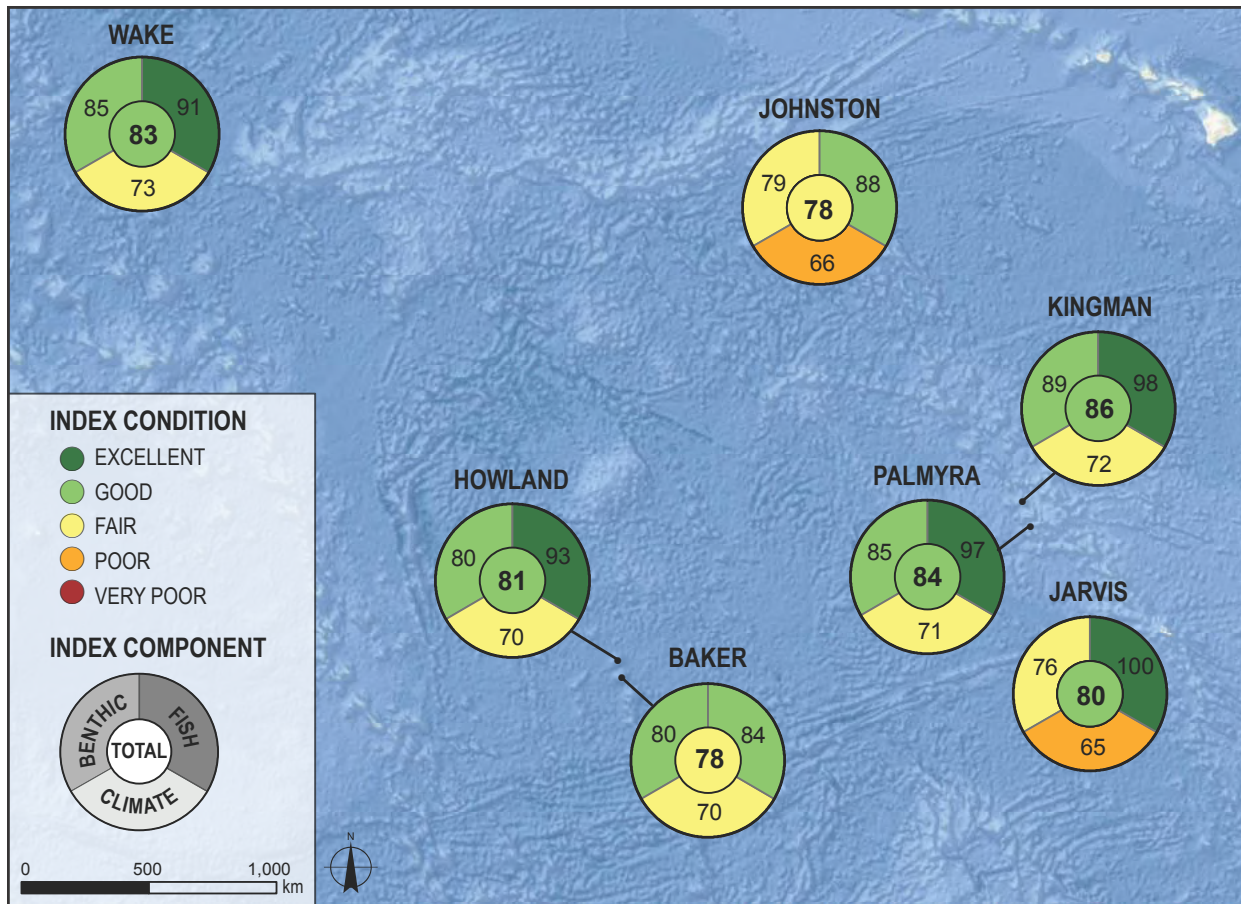 WAKE
85
91
83
73
JOHNSTON
79
88
78
66
KINGMAN
89
98
86
72
HOWLAND
80
93
81
70
PALMYRA
85
97
84
71
BAKER
80
84
78
70
JARVIS
76
100
80
65
INDEX CONDITION
EXCELLENT
GOOD
FAIR
POOR
VERY POOR
INDEX COMPONENT
BENTHIC
FISH
TOTAL
CLIMATE
0 500 1,000
km
N